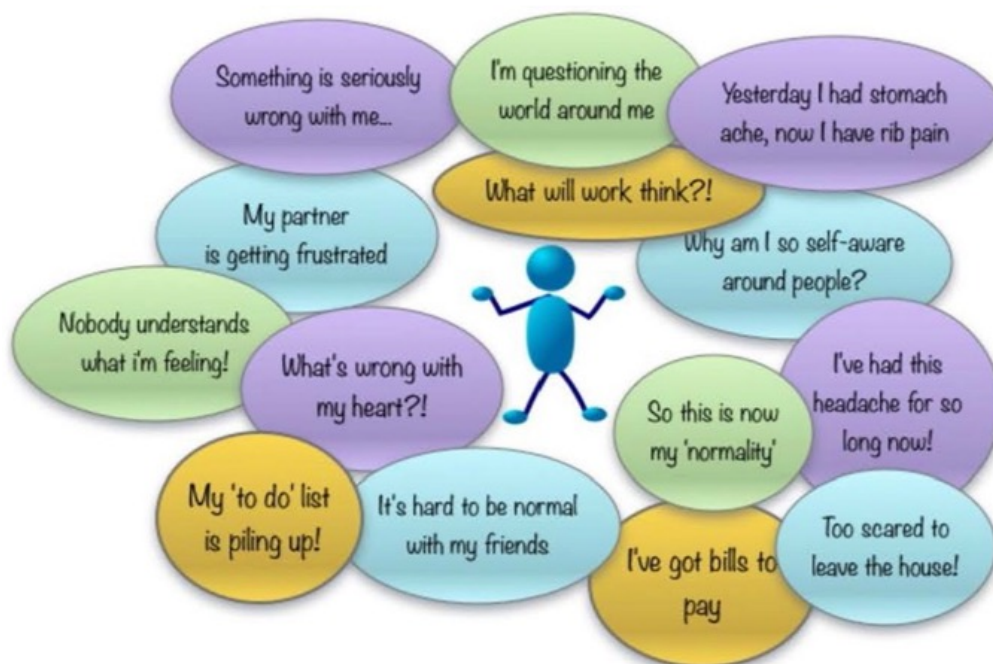 Something is seriously
wrong with me...
I'm questioning the
world around me
Yesterday I had stomach
ache, now I have rib pain
What will work think?!
My partner
is getting frustrated
Why am I so self-aware
around people?
Nobody understands
what i'm feeling!
What's wrong with
my heart?!
I've had this
headache for so
long now!
So this is now
my 'normality'
My 'to do' list
is piling up!
It's hard to be normal
with my friends
I've got bills to
pay
Too scared to
leave the house!